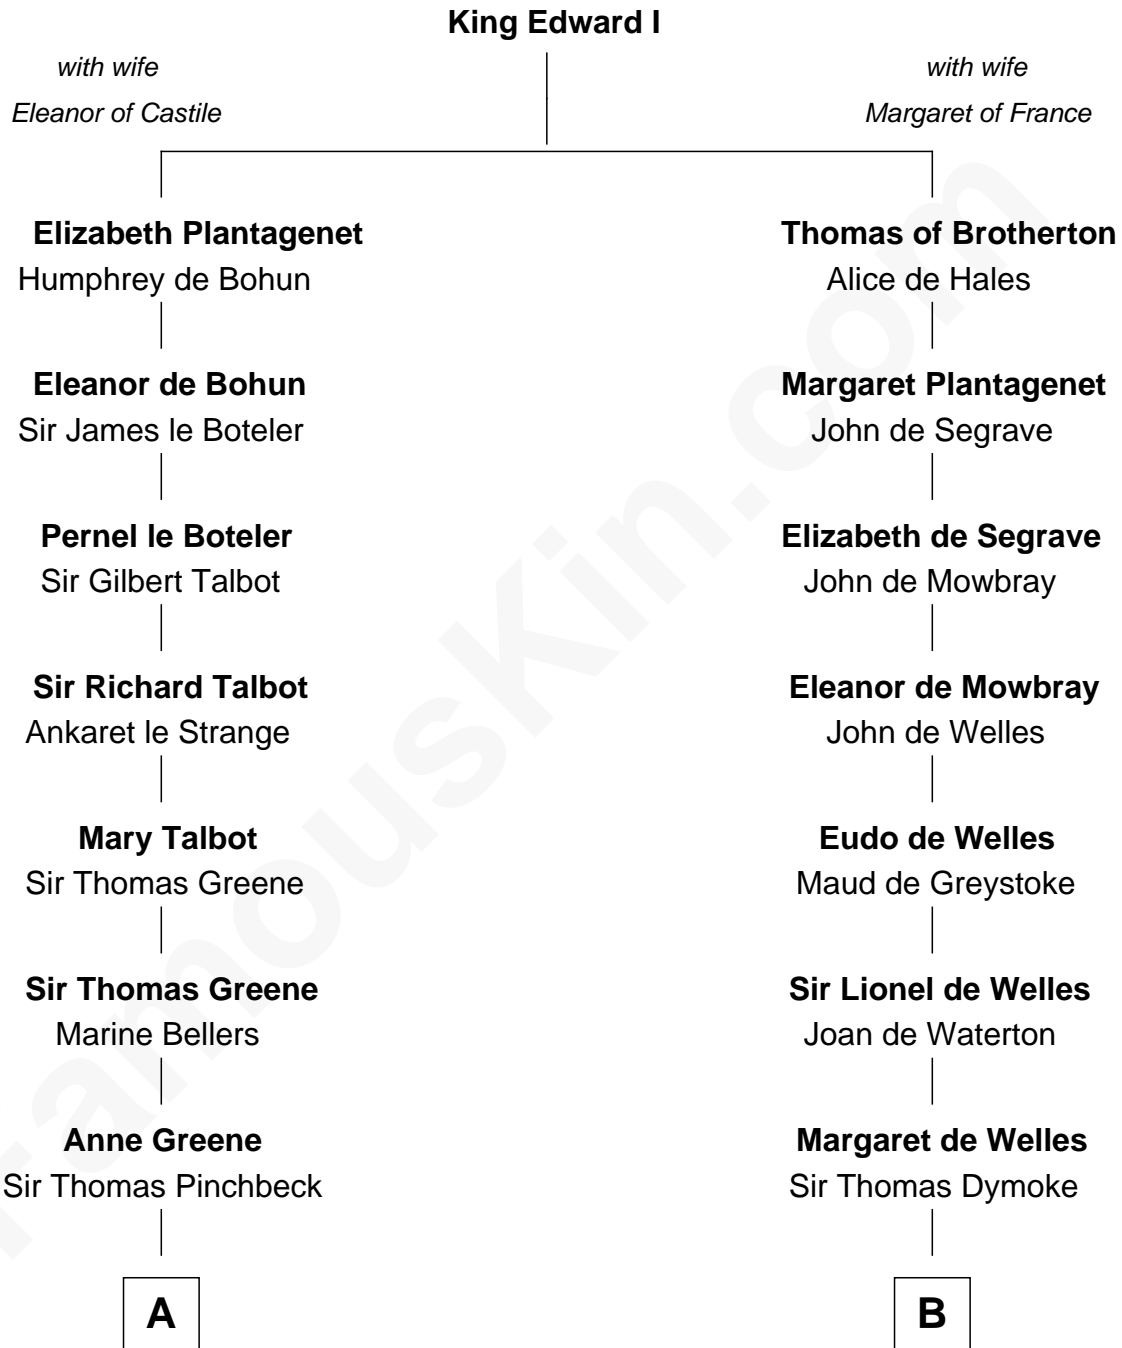 King Edward I
with wife
Eleanor of Castile
with wife
Margaret of France
Elizabeth Plantagenet
Humphrey de Bohun
Thomas of Brotherton
Alice de Hales
Eleanor de Bohun
Sir James le Boteler
Margaret Plantagenet
John de Segrave
Pernel le Boteler
Sir Gilbert Talbot
Elizabeth de Segrave
John de Mowbray
Sir Richard Talbot
Ankaret le Strange
Eleanor de Mowbray
John de Welles
Mary Talbot
Sir Thomas Greene
Eudo de Welles
Maud de Greystoke
Sir Thomas Greene
Marine Bellers
Sir Lionel de Welles
Joan de Waterton
Anne Greene
Sir Thomas Pinchbeck
Margaret de Welles
Sir Thomas Dymoke
A
B
FamousKin.com